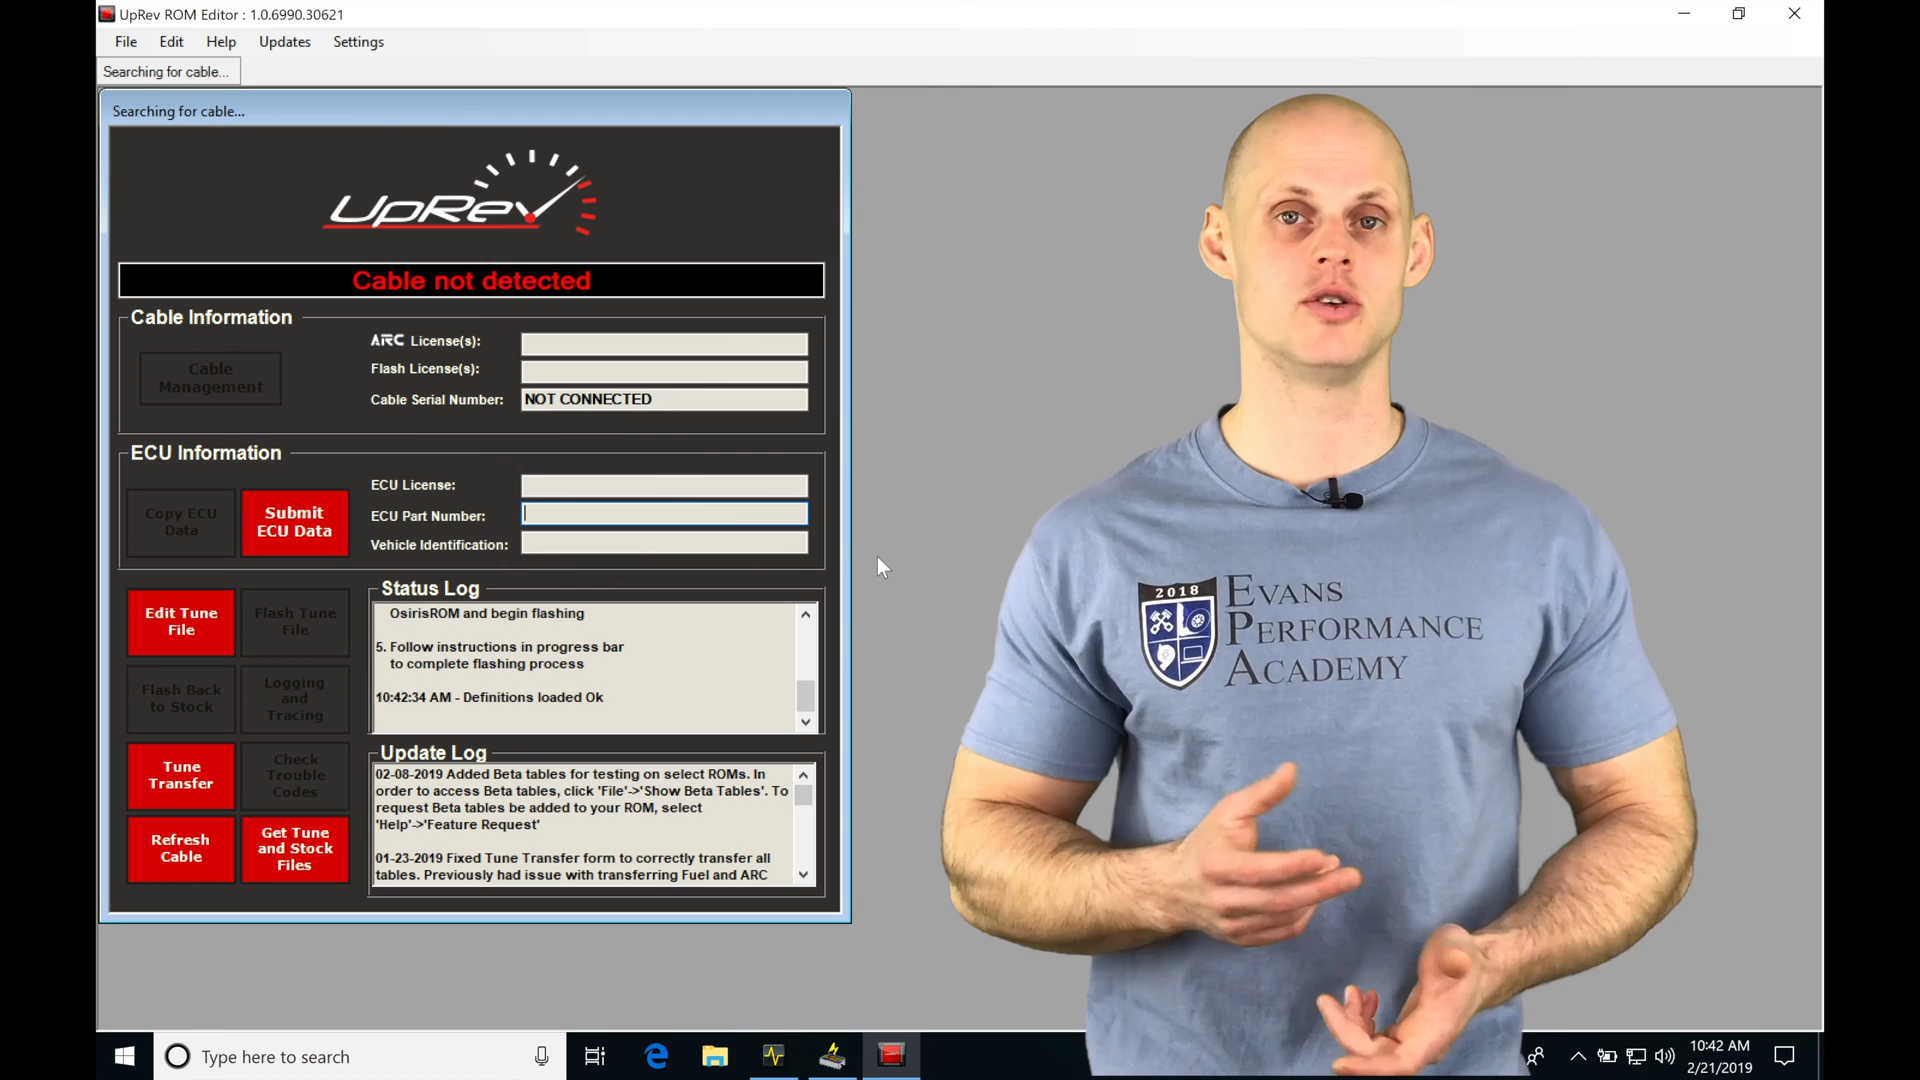 UpRev ROM Editor : 1.0.6990.30621
File Edit Help Updates Settings
Searching for cable...
Searching for cable...
UpRev
Cable not detected
Cable Information
Cable Management
ARC License(s):
Flash License(s):
Cable Serial Number: NOT CONNECTED
ECU Information
Copy ECU Data
Submit ECU Data
ECU License:
ECU Part Number:
Vehicle Identification:
Edit Tune File
Flash Tune File
Flash Back to Stock
Logging and Tracing
Tune Transfer
Check Trouble Codes
Refresh Cable
Get Tune and Stock Files
Status Log
OsirisROM and begin flashing
5. Follow instructions in progress bar
to complete flashing process
10:42:34 AM - Definitions loaded Ok
Update Log
02-08-2019 Added Beta tables for testing on select ROMs. In
order to access Beta tables, click 'File'->'Show Beta Tables'. To
request Beta tables be added to your ROM, select
'Help'->'Feature Request'
01-23-2019 Fixed Tune Transfer form to correctly transfer all
tables. Previously had issue with transferring Fuel and ARC
2018
Evans
Performance
Academy
Type here to search
10:42 AM
2/21/2019